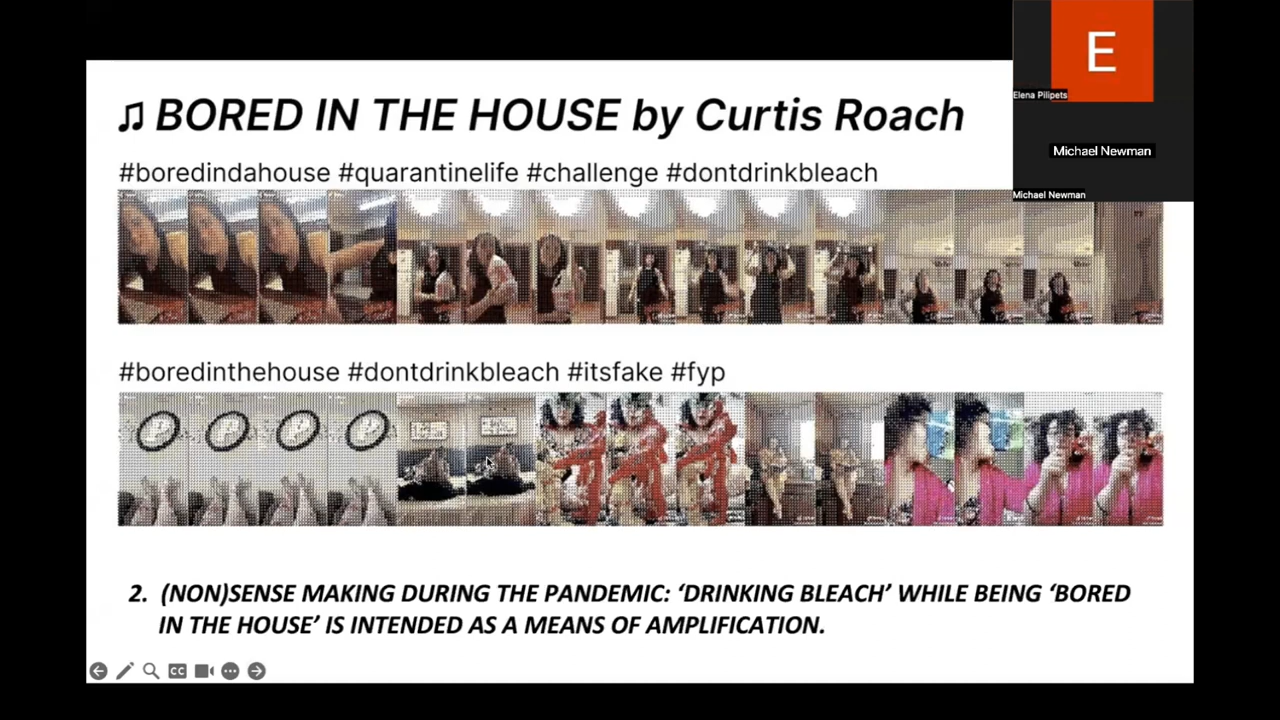 ♫ BORED IN THE HOUSE by Curtis Roach
E
Elena Pilipets
Michael Newman
Michael Newman
#boredindahouse #quarantinelife #challenge #dontdrinkbleach
#boredinthehouse #dontdrinkbleach #itsfake #fyp
2. (NON)SENSE MAKING DURING THE PANDEMIC: ‘DRINKING BLEACH’ WHILE BEING ‘BORED
IN THE HOUSE’ IS INTENDED AS A MEANS OF AMPLIFICATION.
CC